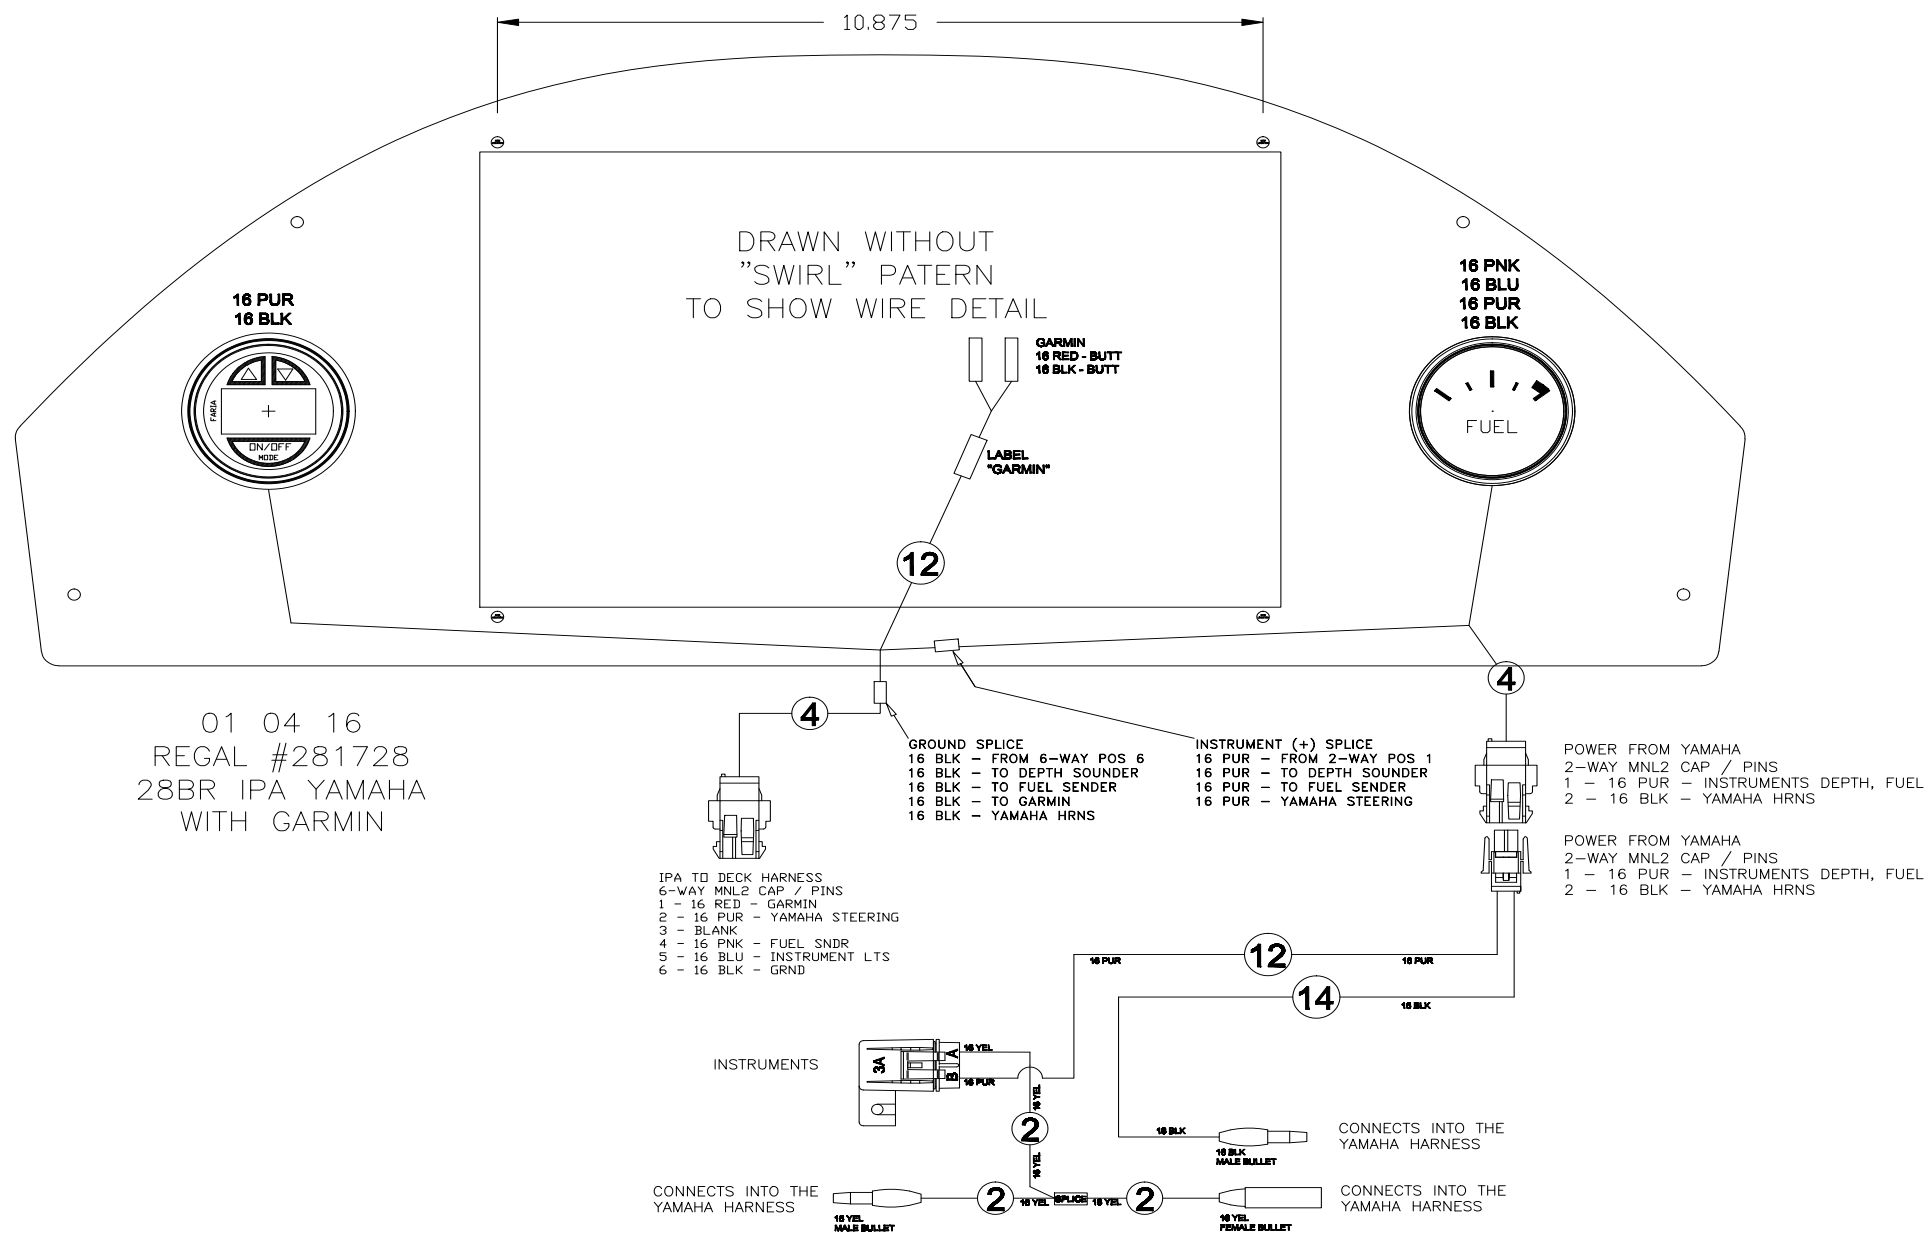 10.875
DRAWN WITHOUT
"SWIRL" PATERN
TO SHOW WIRE DETAIL
16 PUR
16 BLK
FARIA
ON/OFF
MODE
GARMIN
16 RED - BUTT
16 BLK - BUTT
LABEL
"GARMIN"
12
16 PNK
16 BLU
16 PUR
16 BLK
FUEL
4
4
01 04 16
REGAL #281728
28BR IPA YAMAHA
WITH GARMIN
GROUND SPLICE
16 BLK - FROM 6-WAY POS 6
16 BLK - TO DEPTH SOUNDER
16 BLK - TO FUEL SENDER
16 BLK - TO GARMIN
16 BLK - YAMAHA HRNS
INSTRUMENT (+) SPLICE
16 PUR - FROM 2-WAY POS 1
16 PUR - TO DEPTH SOUNDER
16 PUR - TO FUEL SENDER
16 PUR - YAMAHA STEERING
POWER FROM YAMAHA
2-WAY MNL2 CAP / PINS
1 - 16 PUR - INSTRUMENTS DEPTH, FUEL
2 - 16 BLK - YAMAHA HRNS
POWER FROM YAMAHA
2-WAY MNL2 CAP / PINS
1 - 16 PUR - INSTRUMENTS DEPTH, FUEL
2 - 16 BLK - YAMAHA HRNS
IPA TO DECK HARNESS
6-WAY MNL2 CAP / PINS
1 - 16 RED - GARMIN
2 - 16 PUR - YAMAHA STEERING
3 - BLANK
4 - 16 PNK - FUEL SNDR
5 - 16 BLU - INSTRUMENT LTS
6 - 16 BLK - GRND
16 PUR
12
16 PUR
14
16 BLK
INSTRUMENTS
3A
A
B
16 YEL
16 PUR
16 YEL
2
16 YEL
16 BLK
16 BLK
MALE BULLET
CONNECTS INTO THE
YAMAHA HARNESS
CONNECTS INTO THE
YAMAHA HARNESS
16 YEL
MALE BULLET
2
16 YEL
SPLICE
16 YEL
2
16 YEL
FEMALE BULLET
CONNECTS INTO THE
YAMAHA HARNESS